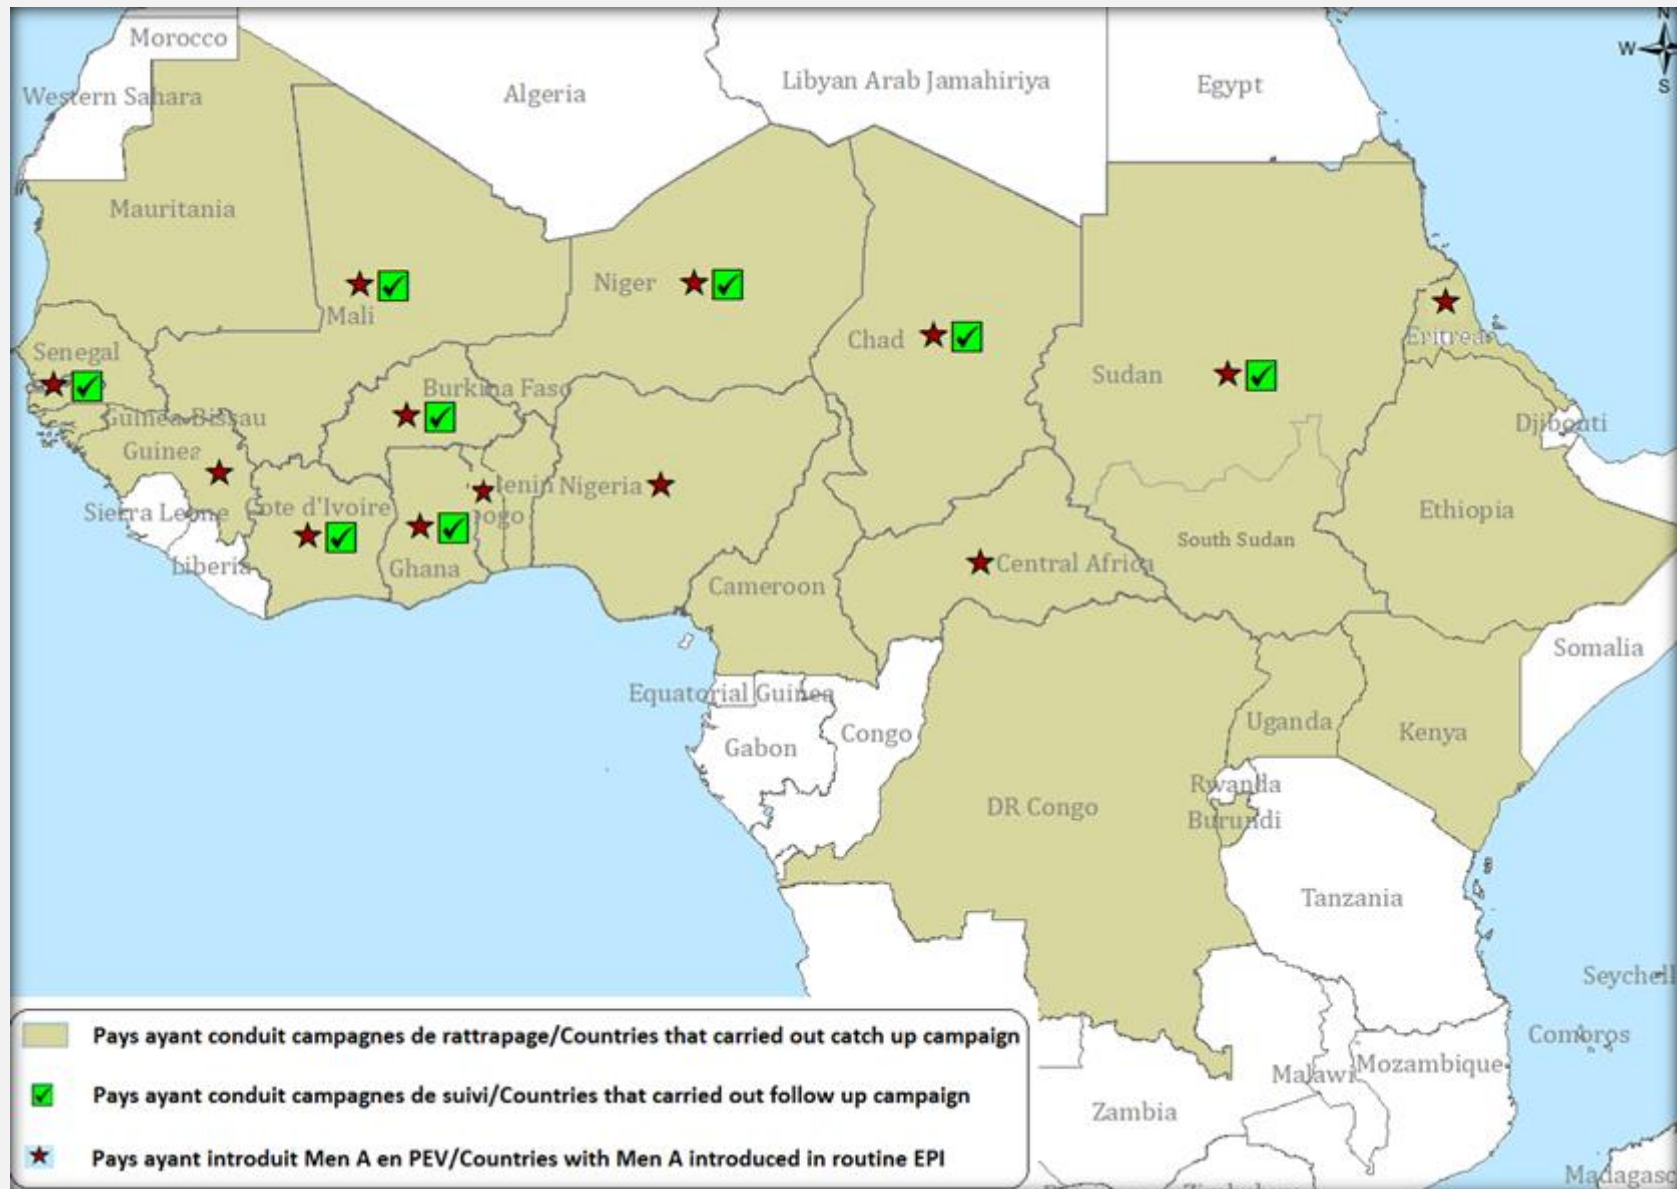 N
Morocco
W
Algeria
Libyan Arab Jamahiriya
Egypt
S
Western Sahara
Mauritania
Niger
Mali
Chad
Eritrea
Senegal
Sudan
Burkina Faso
Guinea-Bissau
Djibouti
Guinea
Nigeria
Cote d'Ivoire
Sierra Leone
Ethiopia
South Sudan
Liberia
Ghana
Central Africa
Cameroon
Somalia
Equatorial Guinea
Uganda
Congo
Kenya
Gabon
Rwanda
DR Congo
Burundi
Tanzania
Seychell
Comoros
Pays ayant conduit campagnes de rattrapage/Countries that carried out catch up campaign
Malawi
Mozambique
Pays ayant conduit campagnes de suivi/Countries that carried out follow up campaign
Zambia
Pays ayant introduit Men A en PEV/Countries with Men A introduced in routine EPI
Madagasc